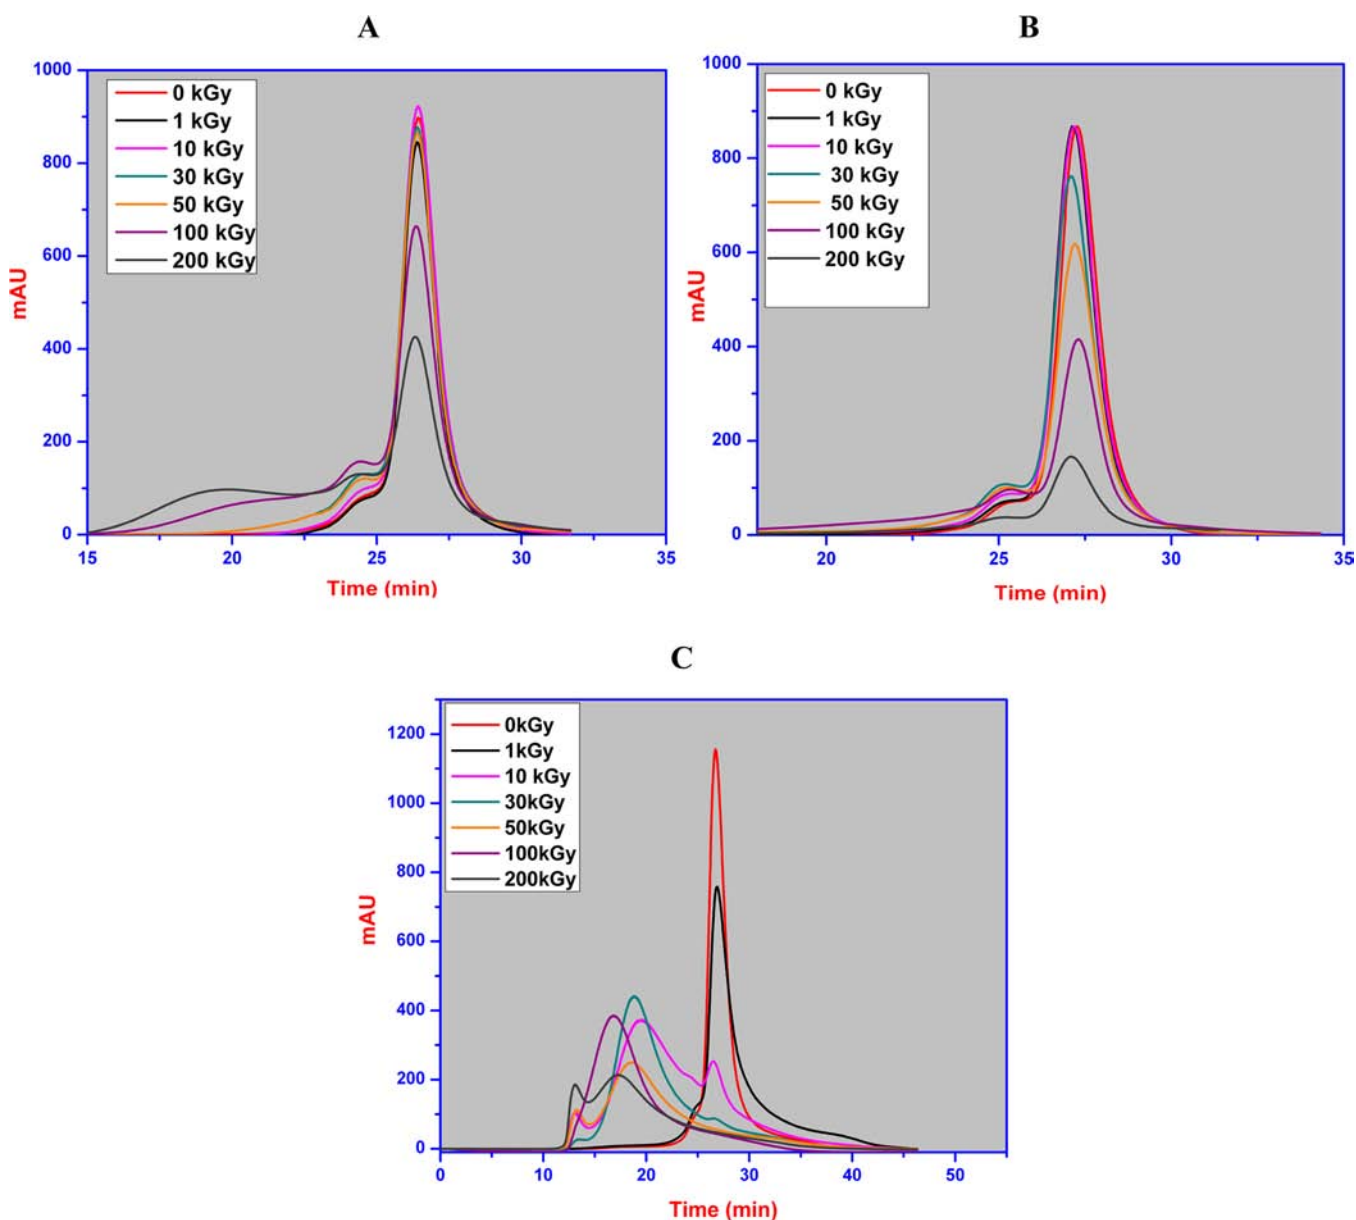 A
1000
800
600
400
200
0
mAU
0 kGy
1 kGy
10 kGy
30 kGy
50 kGy
100 kGy
200 kGy
15 20 25 30 35
Time (min)
B
1000
800
600
400
200
0
mAU
0 kGy
1 kGy
10 kGy
30 kGy
50 kGy
100 kGy
200 kGy
20 25 30 35
Time (min)
C
1200
1000
800
600
400
200
0
mAU
0kGy
1kGy
10 kGy
30kGy
50kGy
100kGy
200kGy
0 10 20 30 40 50
Time (min)